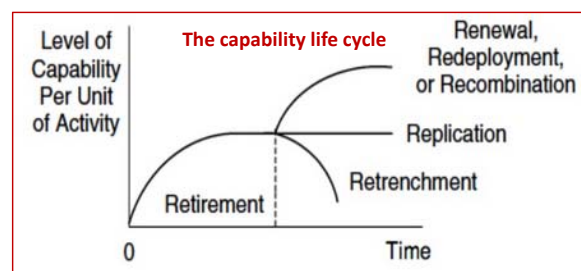 The capability life cycle
Level of
Capability
Per Unit
of Activity
Renewal,
Redeployment,
or Recombination
Replication
Retrenchment
Retirement
0
Time